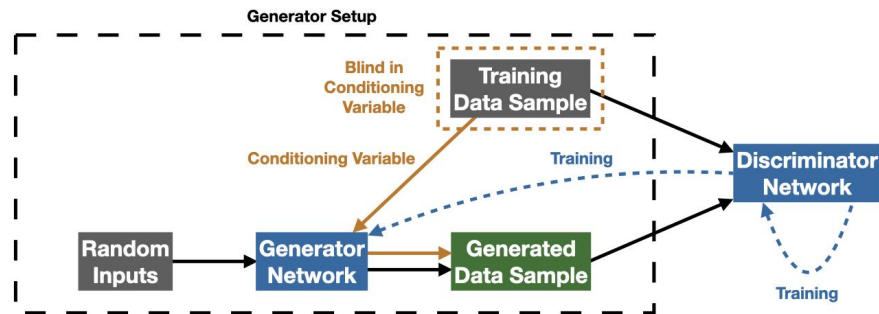 Generator Setup
Blind in
Conditioning
Variable
Training
Data Sample
Conditioning Variable
Training
Discriminator
Network
Random
Inputs
Generator
Network
Generated
Data Sample
Training